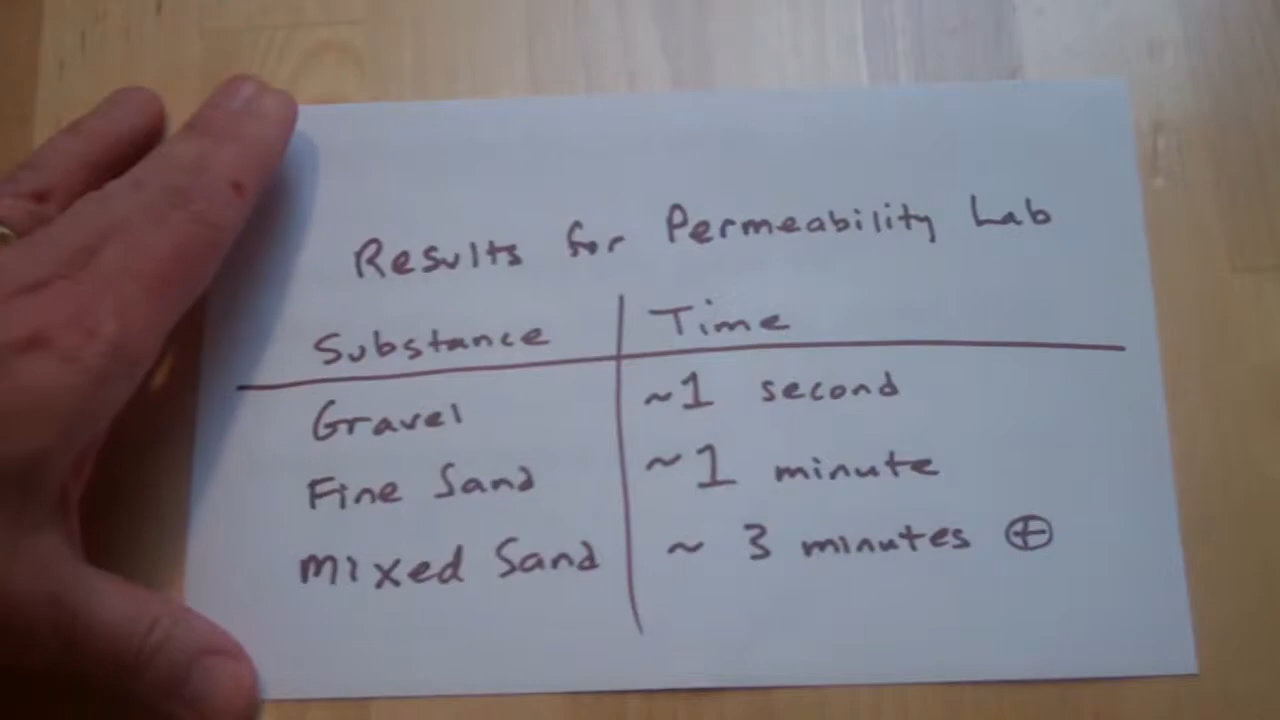 Results for Permeability Lab
Substance | Time
Gravel | ~1 second
Fine Sand | ~1 minute
Mixed Sand | ~ 3 minutes ⊕